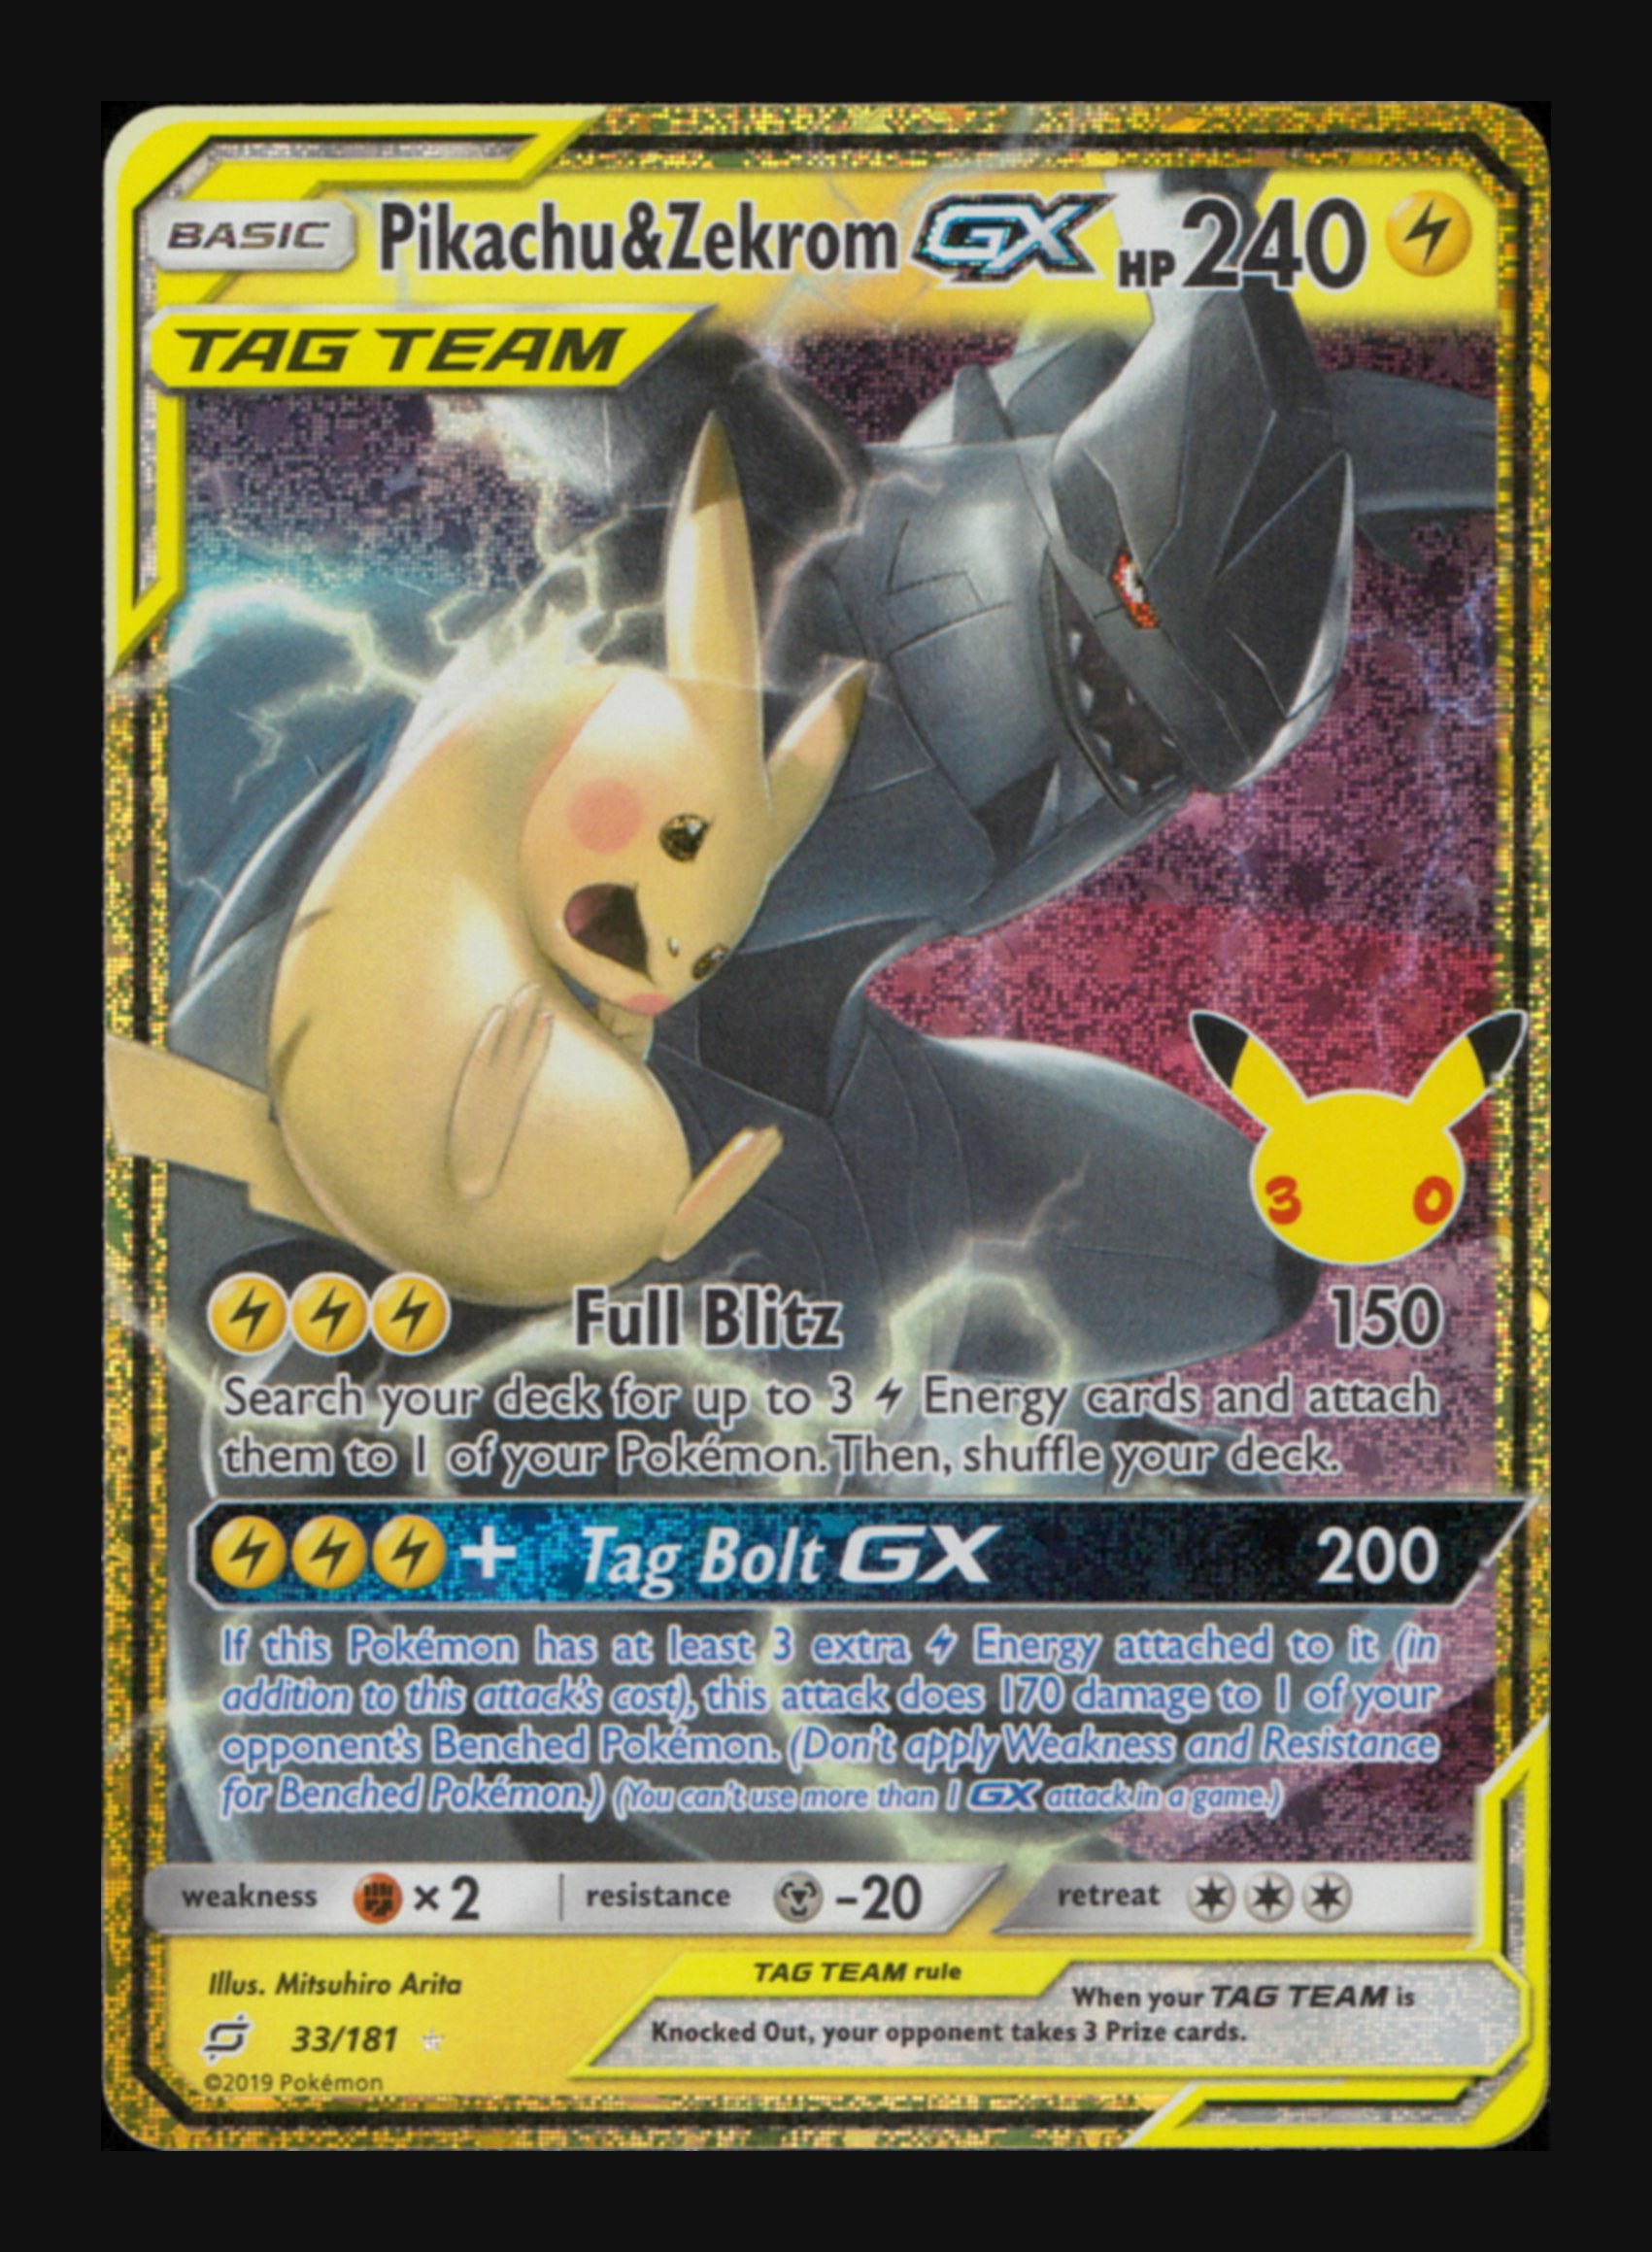 BASIC Pikachu&Zekrom GX HP 240
TAG TEAM
3 0
Full Blitz 150
Search your deck for up to 3 Energy cards and attach
them to 1 of your Pokémon. Then, shuffle your deck.
+ Tag Bolt GX 200
If this Pokémon has at least 3 extra Energy attached to it (in
addition to this attack's cost), this attack does 170 damage to 1 of your
opponent's Benched Pokémon. (Don't apply Weakness and Resistance
for Benched Pokémon.) (You can't use more than 1 GX attack in a game.)
weakness ×2 resistance -20 retreat
Illus. Mitsuhiro Arita
TAG TEAM rule
When your TAG TEAM is
Knocked Out, your opponent takes 3 Prize cards.
33/181
©2019 Pokémon